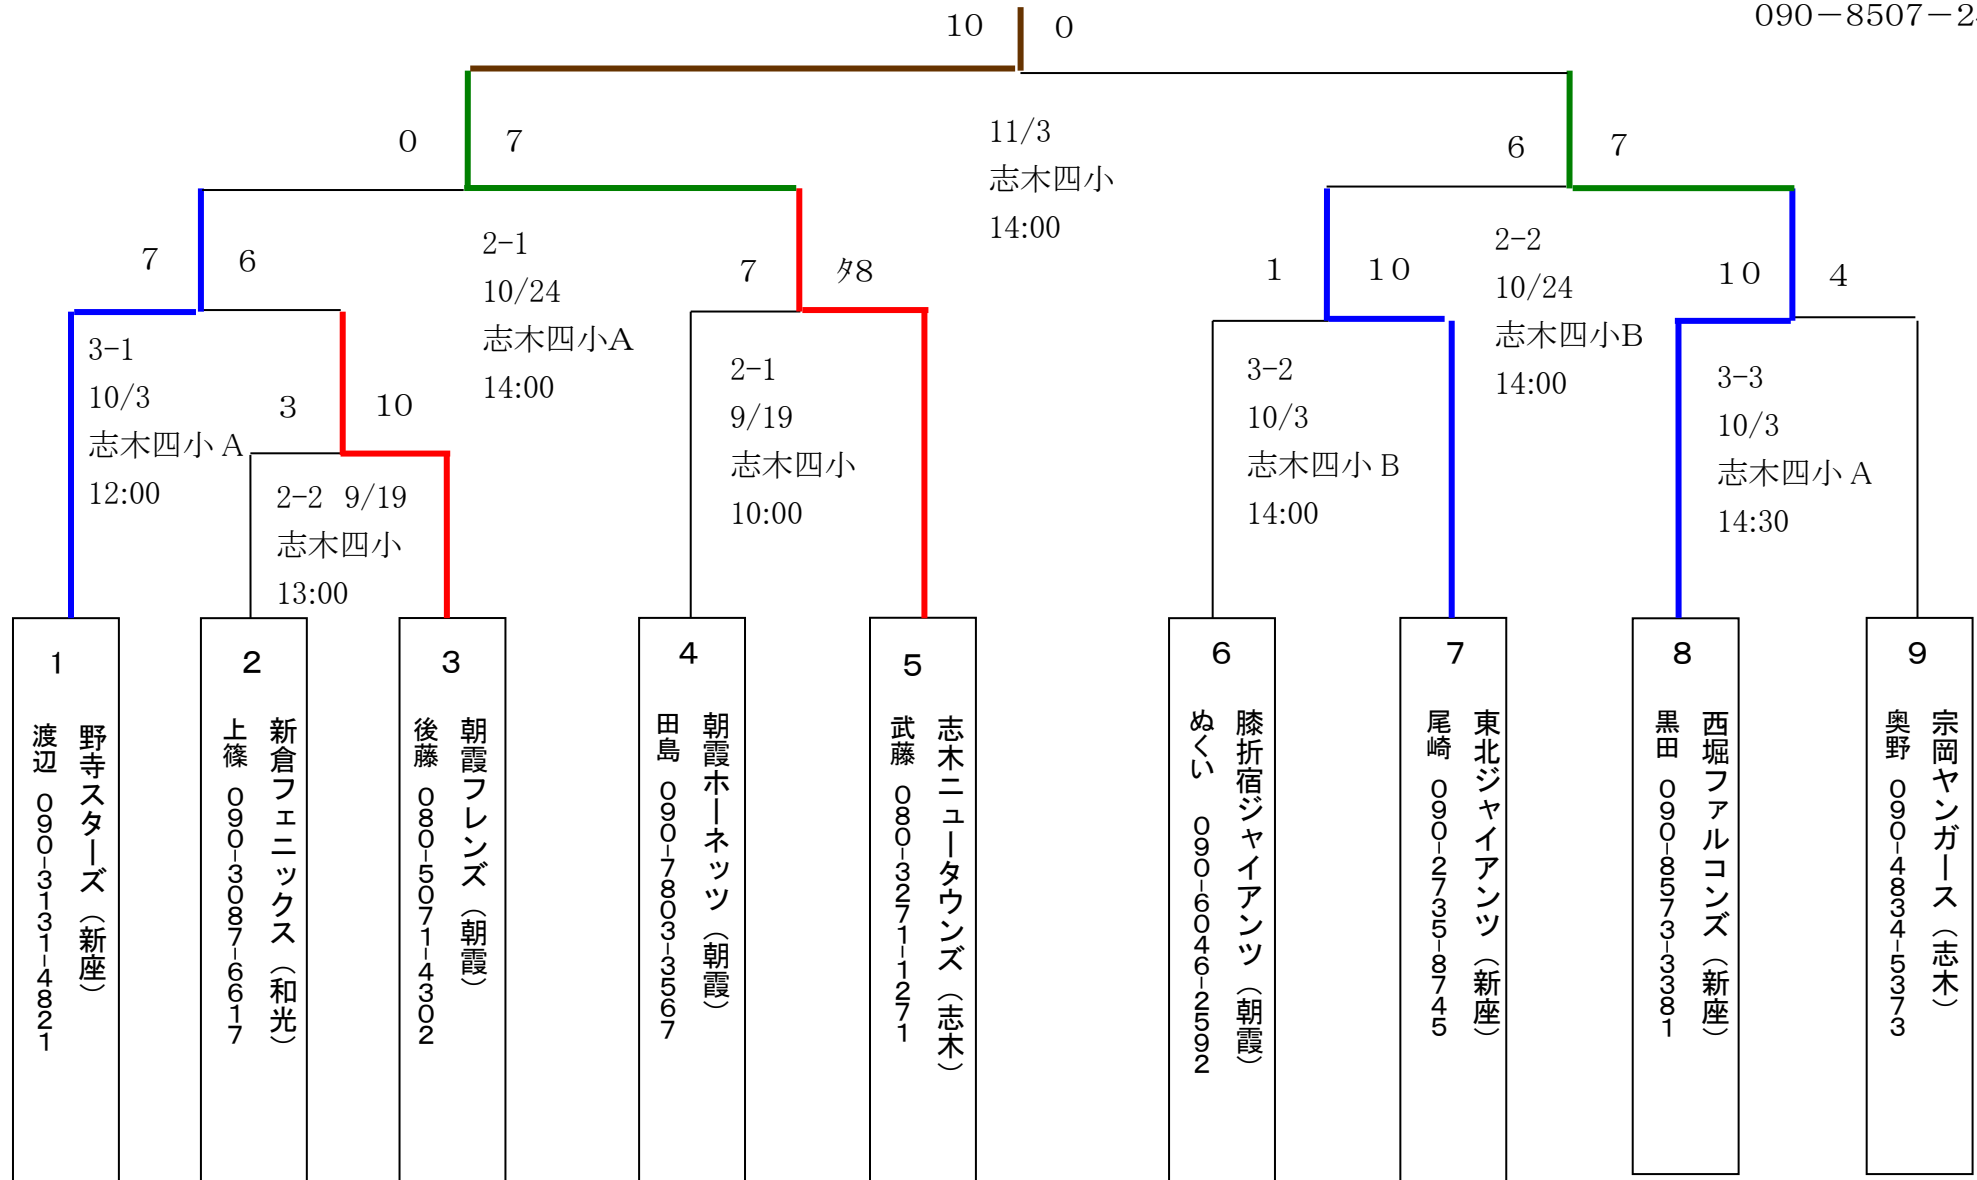 090－8507－2
10 0
0 7
11/3
志木四小
14:00
6 7
7 6
2-1
10/24
志木四小A
14:00
7 ﾀ8
1 10
2-2
10/24
志木四小B
14:00
10 4
3-1
10/3
志木四小 A
12:00
3 10
2-2 9/19
志木四小
13:00
2-1
9/19
志木四小
10:00
3-2
10/3
志木四小 B
14:00
3-3
10/3
志木四小 A
14:30
1
野寺スターズ（新座）
渡辺 090-3131-4821
2
新倉フェニックス（和光）
上篠 090-3087-6617
3
朝霞フレンズ（朝霞）
後藤 080-5071-4302
4
朝霞ホーネッツ（朝霞）
田島 090-7803-3567
5
志木ニュータウンズ（志木）
武藤 080-3271-1271
6
膝折宿ジャイアンツ（朝霞）
ぬくい 090-6046-2592
7
東北ジャイアンツ（新座）
尾崎 090-2735-8745
8
西堀ファルコンズ（新座）
黒田 090-8573-3381
9
宗岡ヤンガース（志木）
奥野 090-4834-5373